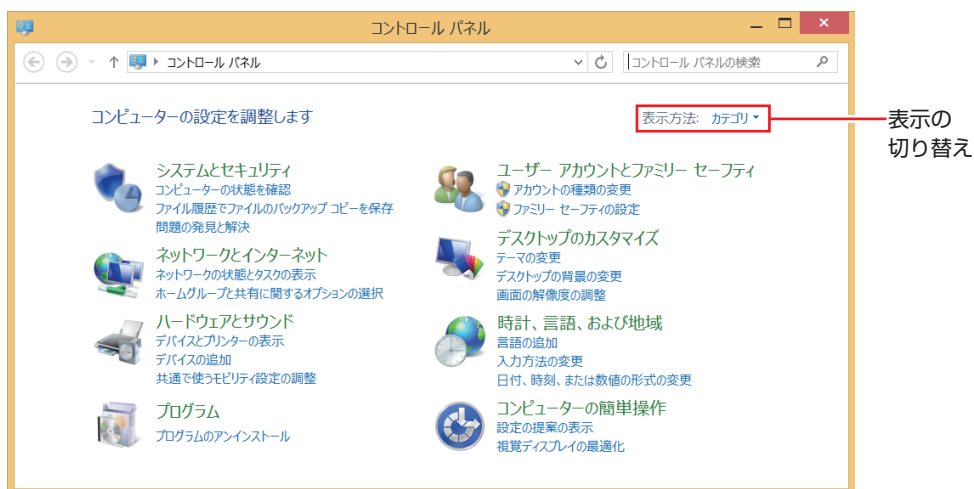 コントロール パネル
コントロール パネル
コントロール パネルの検索
コンピューターの設定を調整します
表示方法: カテゴリ
表示の
切り替え
システムとセキュリティ
コンピューターの状態を確認
ファイル履歴でファイルのバックアップ コピーを保存
問題の発見と解決
ネットワークとインターネット
ネットワークの状態とタスクの表示
ホームグループと共有に関するオプションの選択
ハードウェアとサウンド
デバイスとプリンターの表示
デバイスの追加
共通で使うモビリティ設定の調整
プログラム
プログラムのアンインストール
ユーザー アカウントとファミリー セーフティ
アカウントの種類の変更
ファミリー セーフティの設定
デスクトップのカスタマイズ
テーマの変更
デスクトップの背景の変更
画面の解像度の調整
時計、言語、および地域
言語の追加
入力方法の変更
日付、時刻、または数値の形式の変更
コンピューターの簡単操作
設定の提案の表示
視覚ディスプレイの最適化